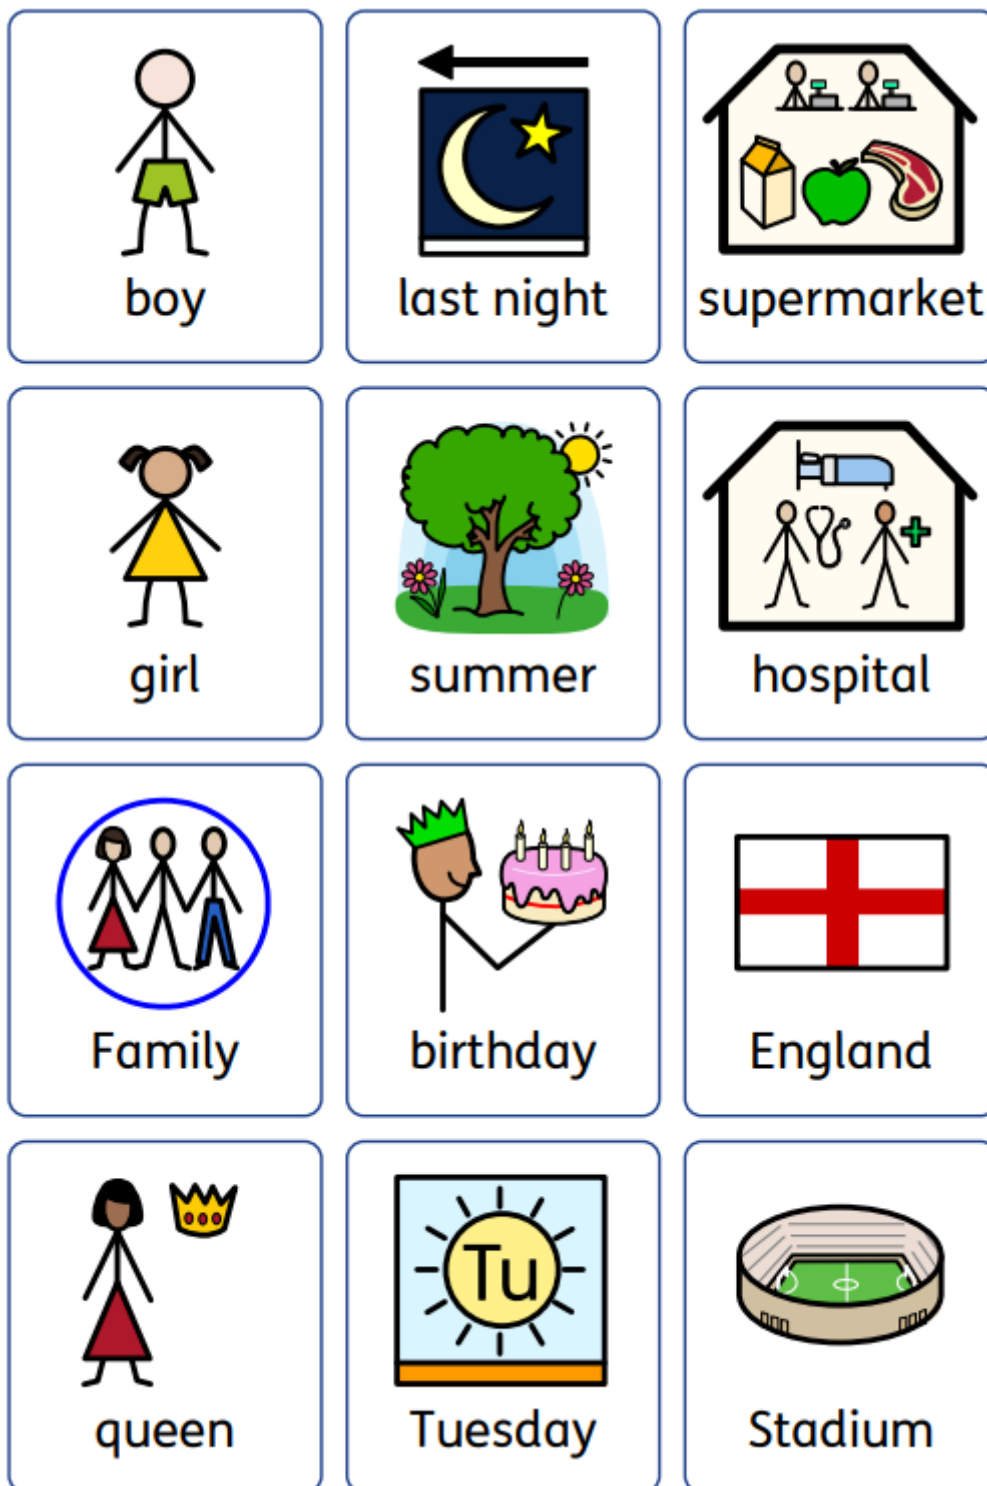 boy
last night
supermarket
girl
summer
hospital
Family
birthday
England
queen
Tu
Tuesday
Stadium